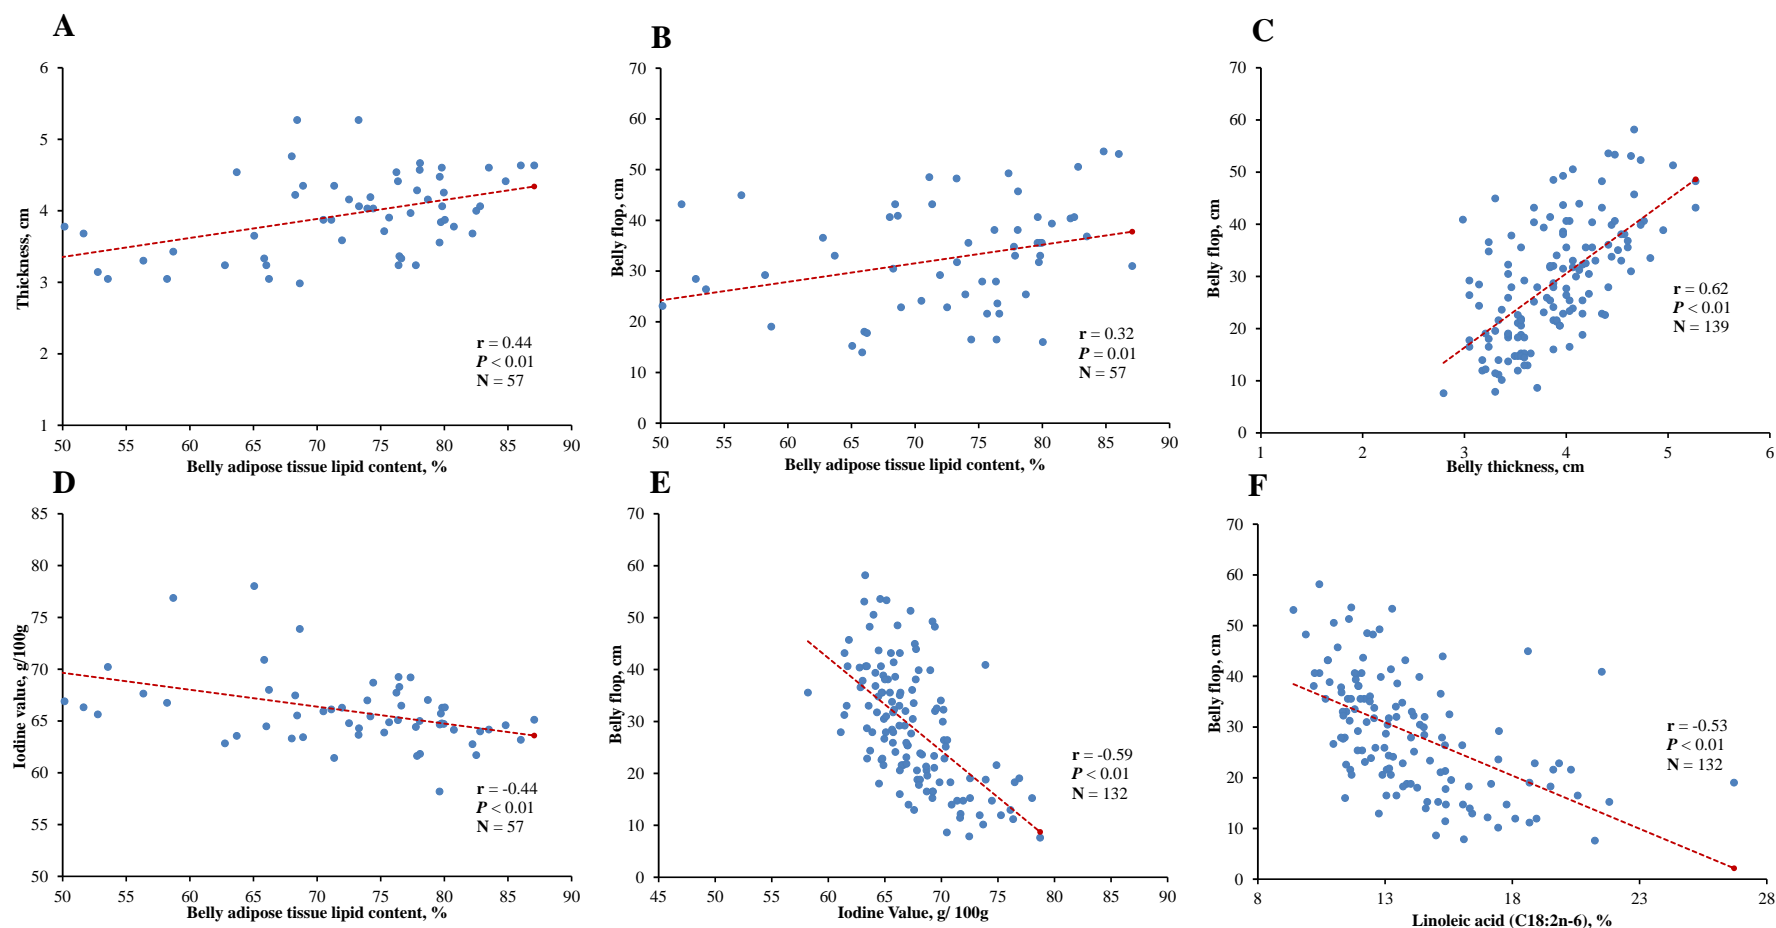 A
6
5
4
3
2
1
Thickness, cm
50 55 60 65 70 75 80 85 90
Belly adipose tissue lipid content, %
r = 0.44
P < 0.01
N = 57
B
70
60
50
40
30
20
10
0
Belly flop, cm
50 55 60 65 70 75 80 85 90
Belly adipose tissue lipid content, %
r = 0.32
P = 0.01
N = 57
C
70
60
50
40
30
20
10
0
Belly flop, cm
1 2 3 4 5 6
Belly thickness, cm
r = 0.62
P < 0.01
N = 139
D
85
80
75
70
65
60
55
50
Iodine value, g/100g
50 55 60 65 70 75 80 85 90
Belly adipose tissue lipid content, %
r = -0.44
P < 0.01
N = 57
E
70
60
50
40
30
20
10
0
Belly flop, cm
45 50 55 60 65 70 75 80 85 90
Iodine Value, g/ 100g
r = -0.59
P < 0.01
N = 132
F
70
60
50
40
30
20
10
0
Belly flop, cm
8 13 18 23 28
Linoleic acid (C18:2n-6), %
r = -0.53
P < 0.01
N = 132